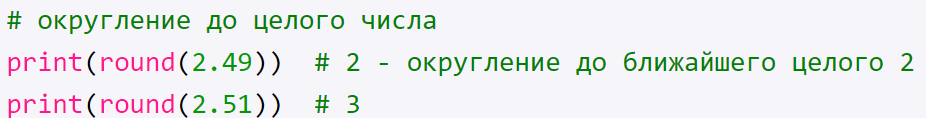 # округление до целого числа
print(round(2.49))  # 2 - округление до ближайшего целого 2
print(round(2.51))  # 3